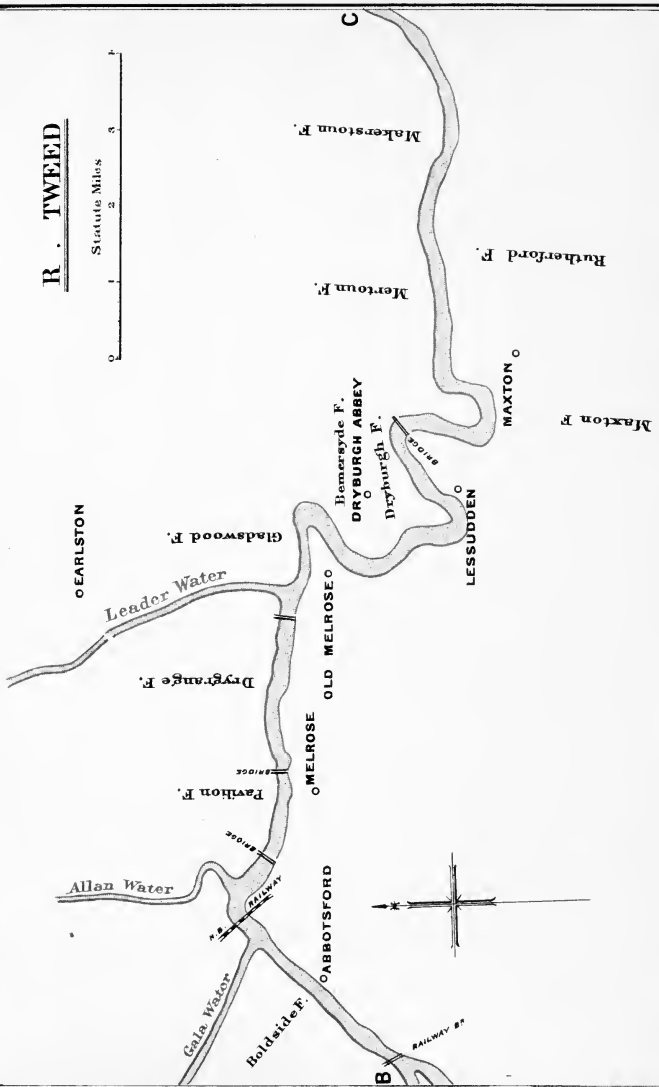 R. TWEED
Statute Miles
0 1 2 3 4
C
Makerstoun F.
Rutherford F.
Mertoun F.
MAXTON
Maxton F
BRIDGE
Bemersyde F.
DRYBURGH ABBEY
Dryburgh F.
LESSUDDEN
Gladswood F.
EARLSTON
Leader Water
OLD MELROSE
Drygrange F.
BRIDGE
MELROSE
Pavilion F.
BRIDGE
Allan Water
N.B. RAILWAY
ABBOTSFORD
Gala Water
Boldside F.
RAILWAY BR.
B